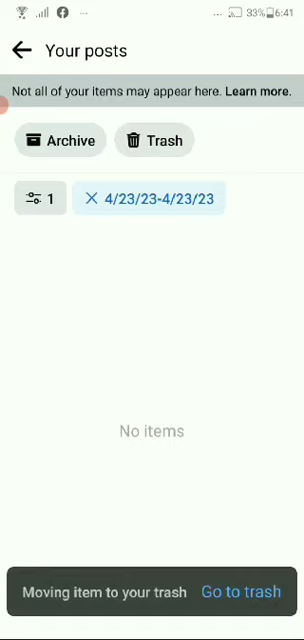 ... 33% 6:41
Your posts
Not all of your items may appear here. Learn more.
Archive Trash
1 4/23/23-4/23/23
No items
Moving item to your trash Go to trash